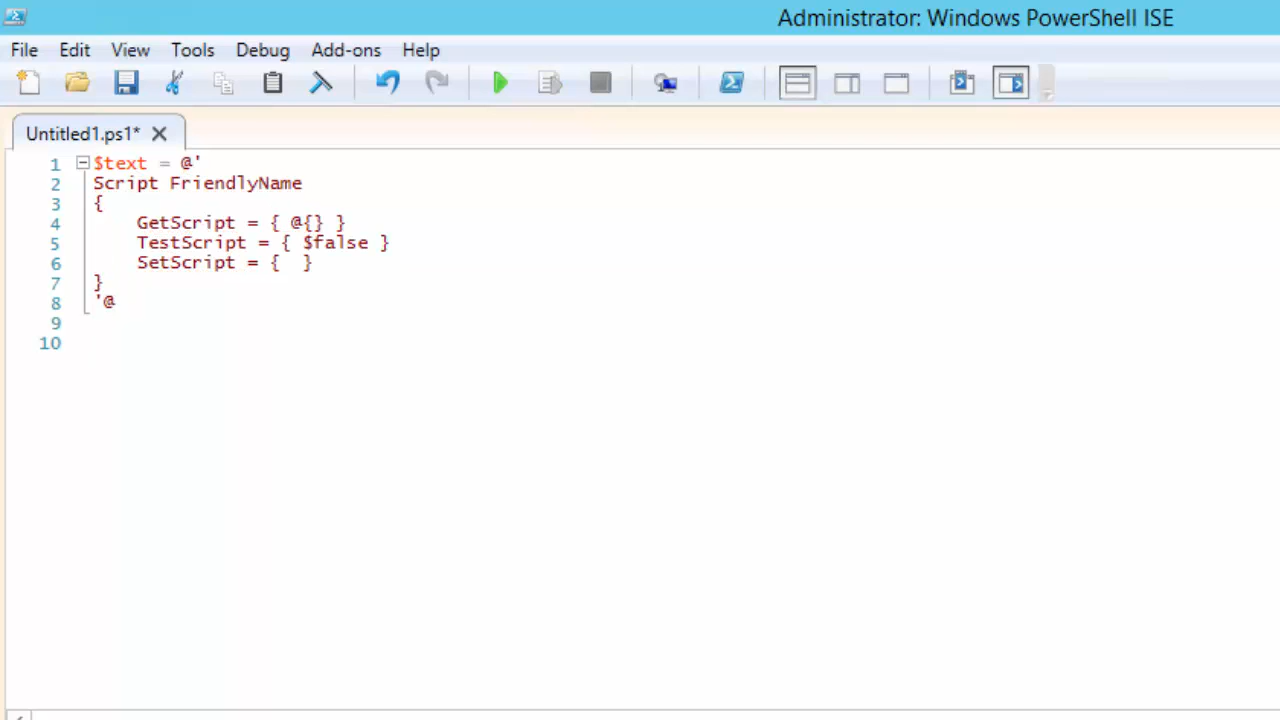 Administrator: Windows PowerShell ISE
File Edit View Tools Debug Add-ons Help
Untitled1.ps1*
1 $text = @'
2 Script FriendlyName
3 {
4     GetScript = { @{} }
5     TestScript = { $false }
6     SetScript = {  }
7 }
8 '@
9
10